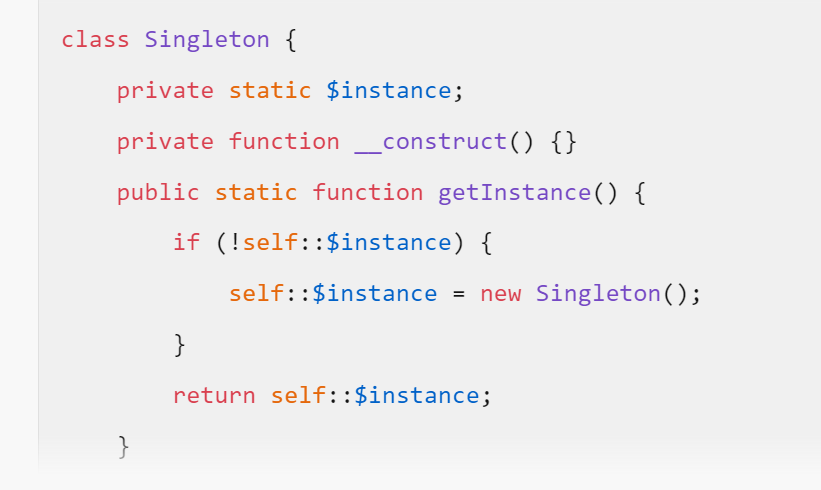 class Singleton {
    private static $instance;
    private function __construct() {}
    public static function getInstance() {
        if (!self::$instance) {
            self::$instance = new Singleton();
        }
        return self::$instance;
    }